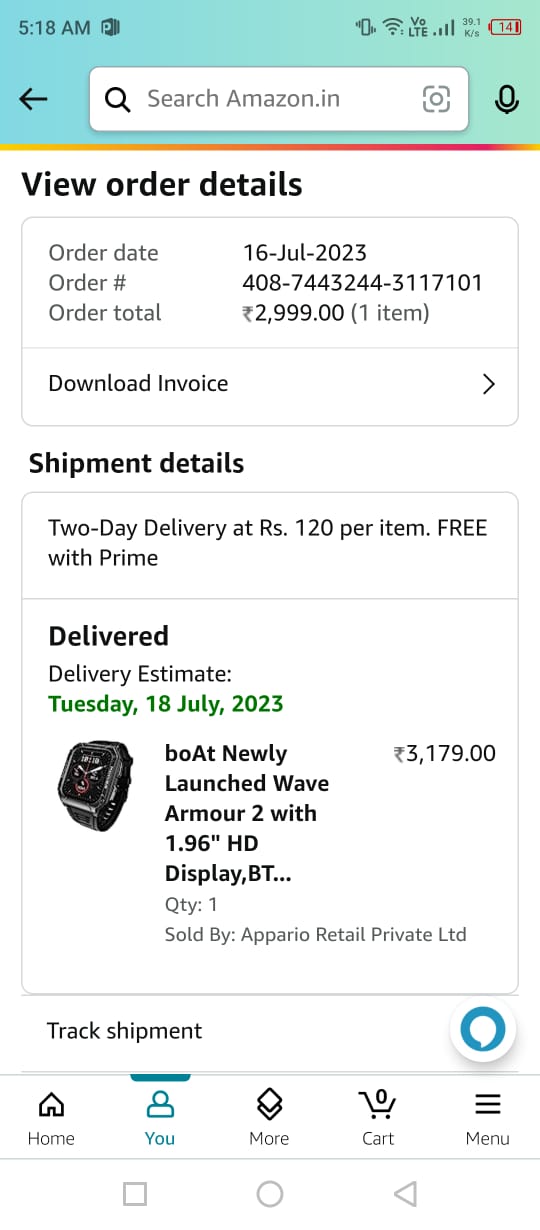 5:18 AM
Vo LTE 39.1 K/s 14
Search Amazon.in
View order details
Order date 16-Jul-2023
Order # 408-7443244-3117101
Order total ₹2,999.00 (1 item)
Download Invoice
Shipment details
Two-Day Delivery at Rs. 120 per item. FREE
with Prime
Delivered
Delivery Estimate:
Tuesday, 18 July, 2023
boAt Newly ₹3,179.00
Launched Wave
Armour 2 with
1.96" HD
Display,BT...
Qty: 1
Sold By: Appario Retail Private Ltd
Track shipment
0
Home You More Cart Menu